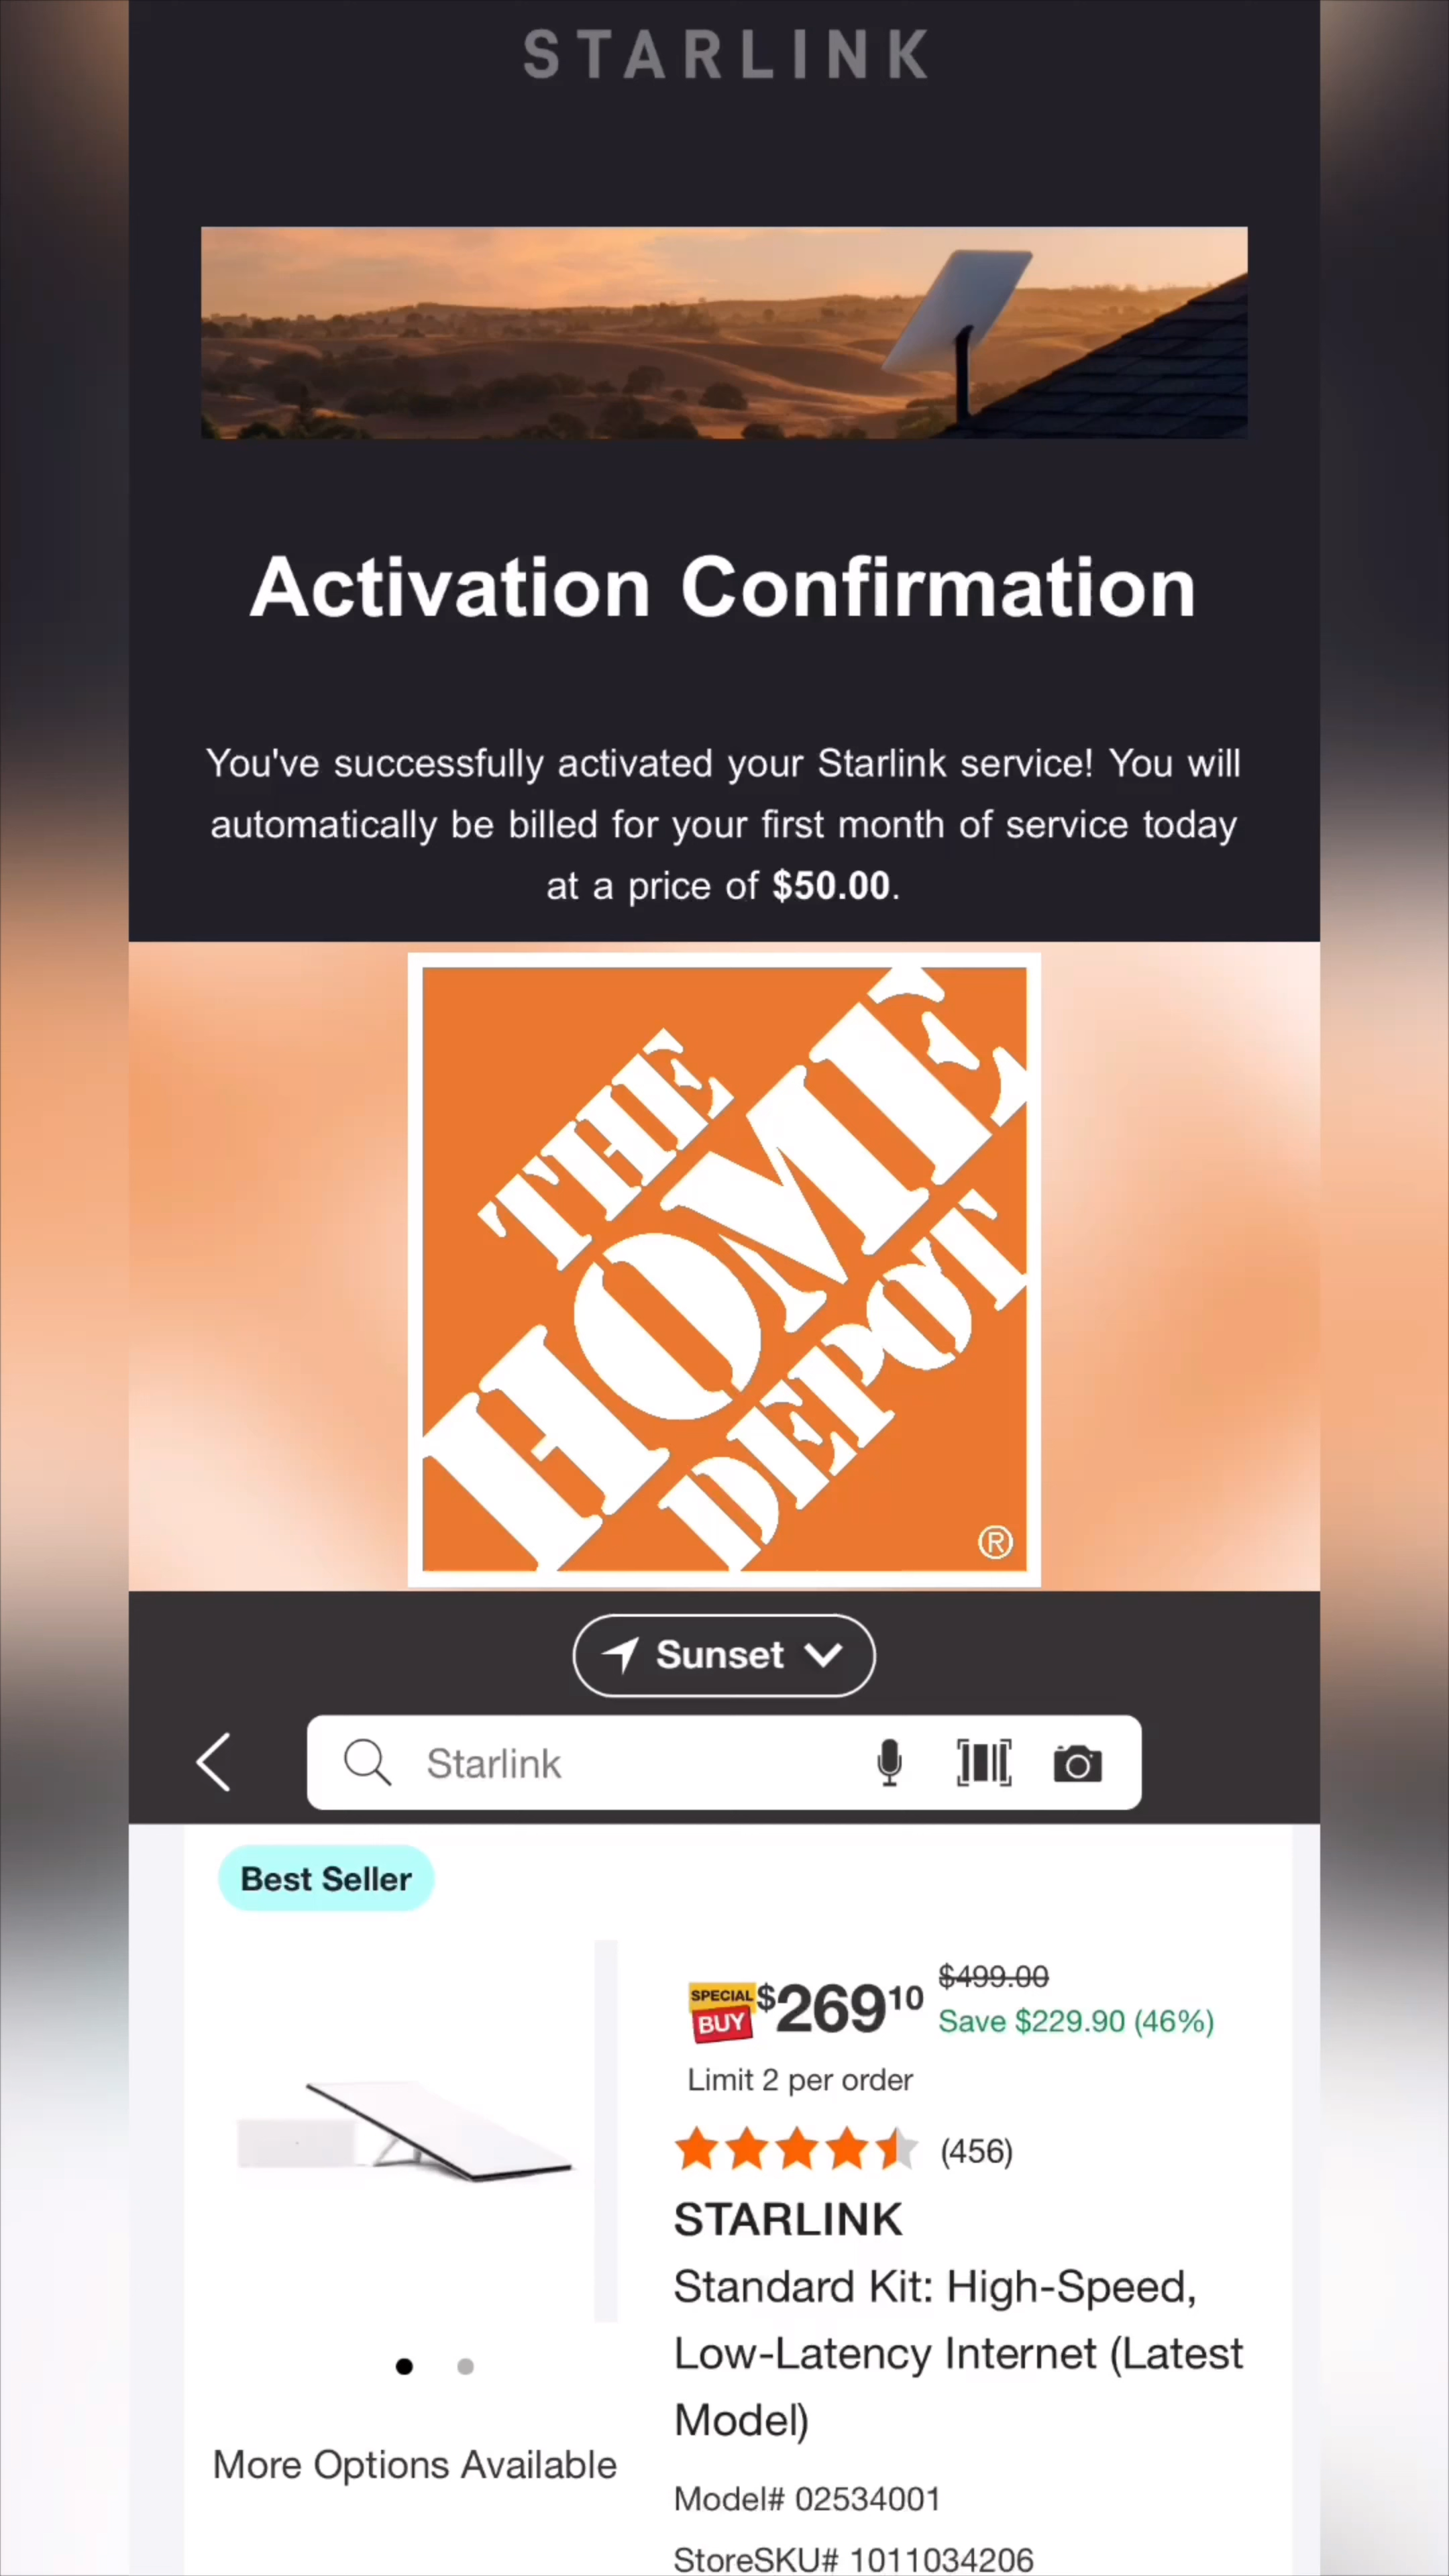 STARLINK
Activation Confirmation
You've successfully activated your Starlink service! You will
automatically be billed for your first month of service today
at a price of $50.00.
THE
HOME
DEPOT
®
Sunset
Starlink
Best Seller
SPECIAL
BUY
$26910
$499.00
Save $229.90 (46%)
Limit 2 per order
(456)
STARLINK
Standard Kit: High-Speed,
Low-Latency Internet (Latest
Model)
More Options Available
Model# 02534001
StoreSKU# 1011034206